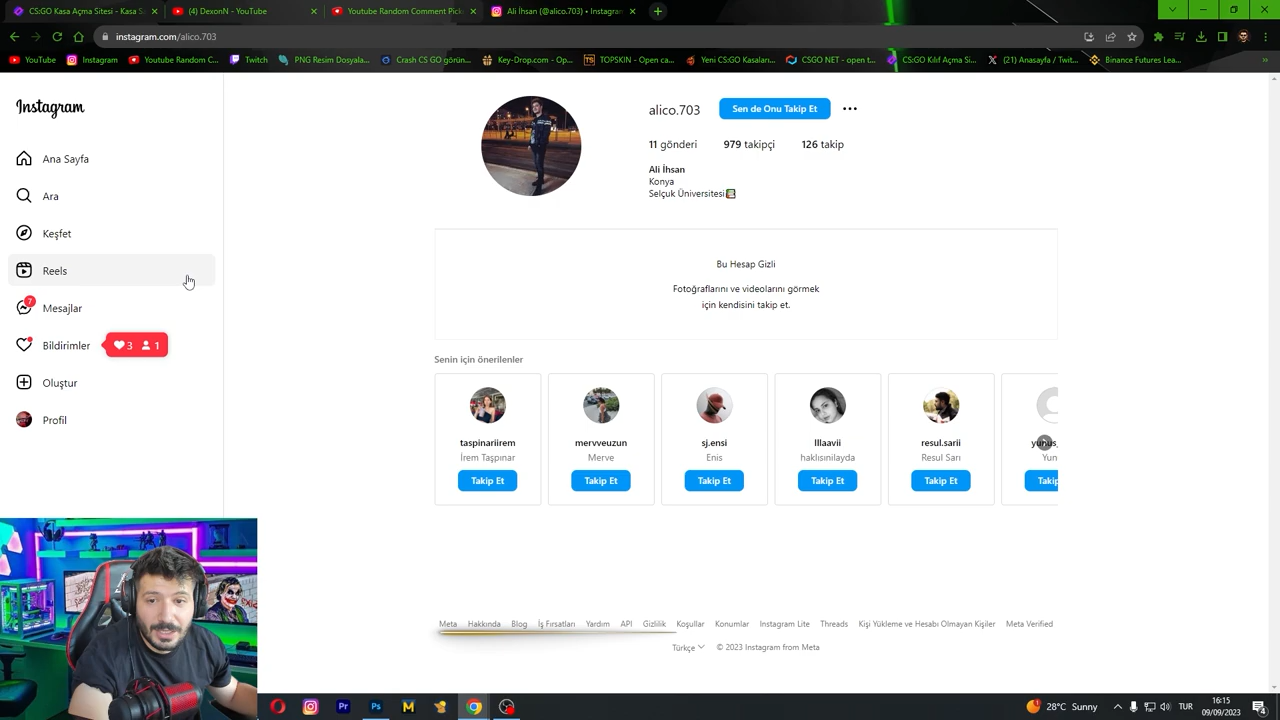 CS:GO Kasa Açma Sitesi - Kasa S
(4) DexonN - YouTube
Youtube Random Comment Pick
Ali İhsan (@alico.703) • Instagram
instagram.com/alico.703
YouTube
Instagram
Youtube Random C...
Twitch
PNG Resim Dosyala...
Crash CS GO görün...
Key-Drop.com - Op...
TOPSKIN - Open ca...
Yeni CS:GO Kasaları...
CSGO NET - open t...
CS:GO Kılıf Açma Si...
(21) Anasayfa / Twit...
Binance Futures Lea...
Instagram
alico.703
Sen de Onu Takip Et
11 gönderi
979 takipçi
126 takip
Ali İhsan
Konya
Selçuk Üniversitesi
Ana Sayfa
Ara
Keşfet
Reels
7
Mesajlar
Bildirimler
3
1
Oluştur
Profil
Bu Hesap Gizli
Fotoğraflarını ve videolarını görmek
için kendisini takip et.
Senin için önerilenler
taspinariirem
İrem Taşpınar
Takip Et
mervveuzun
Merve
Takip Et
sj.ensi
Enis
Takip Et
lllaavii
haklısınilayda
Takip Et
resul.sarii
Resul Sarı
Takip Et
Yun
Takip
Meta
Hakkında
Blog
İş Fırsatları
Yardım
API
Gizlilik
Koşullar
Konumlar
Instagram Lite
Threads
Kişi Yükleme ve Hesabı Olmayan Kişiler
Meta Verified
Türkçe
© 2023 Instagram from Meta
28°C Sunny
TUR
16:15
09/09/2023
4